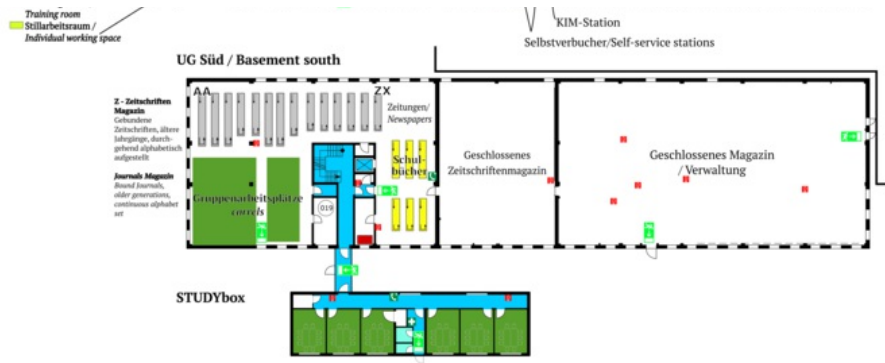 Training room
Stillarbeitsraum /
Individual working space
KIM-Station
Selbstverbucher/Self-service stations
UG Süd / Basement south
AA
ZX
Z - Zeitschriften
Magazin
Gebundene
Zeitschriften, ältere
Jahrgänge, durch-
gehend alphabetisch
aufgestellt
Journals Magazin
Bound Journals,
older generations,
continuous alphabet
set
Zeitungen/
Newspapers
Schul-
bücher
Gruppenarbeitsplätze
correls
019
Geschlossenes
Zeitschriftenmagazin
Geschlossenes Magazin
/ Verwaltung
STUDYbox